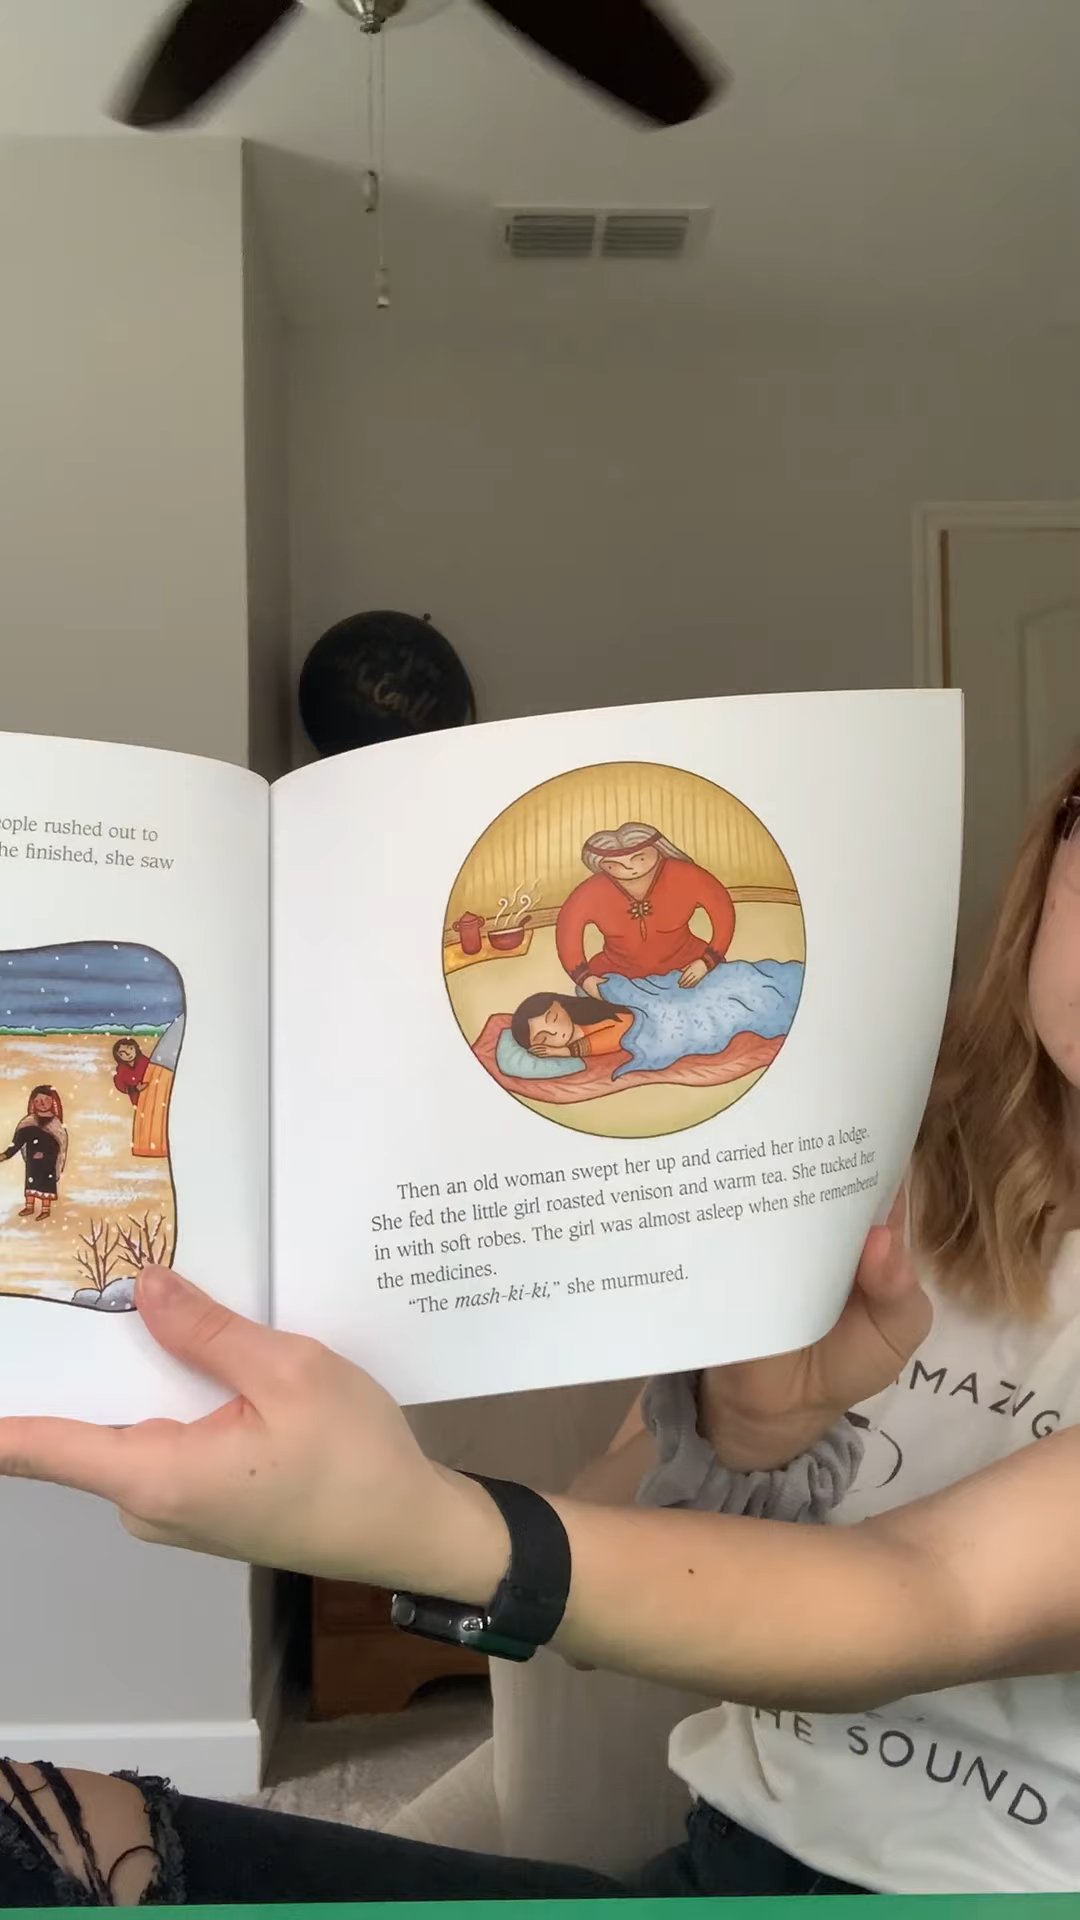 ople rushed out to
he finished, she saw
Then an old woman swept her up and carried her into a lodge.
She fed the little girl roasted venison and warm tea. She tucked her
in with soft robes. The girl was almost asleep when she remembered
the medicines.
“The mash-ki-ki,” she murmured.
MAZING
HE SOUND